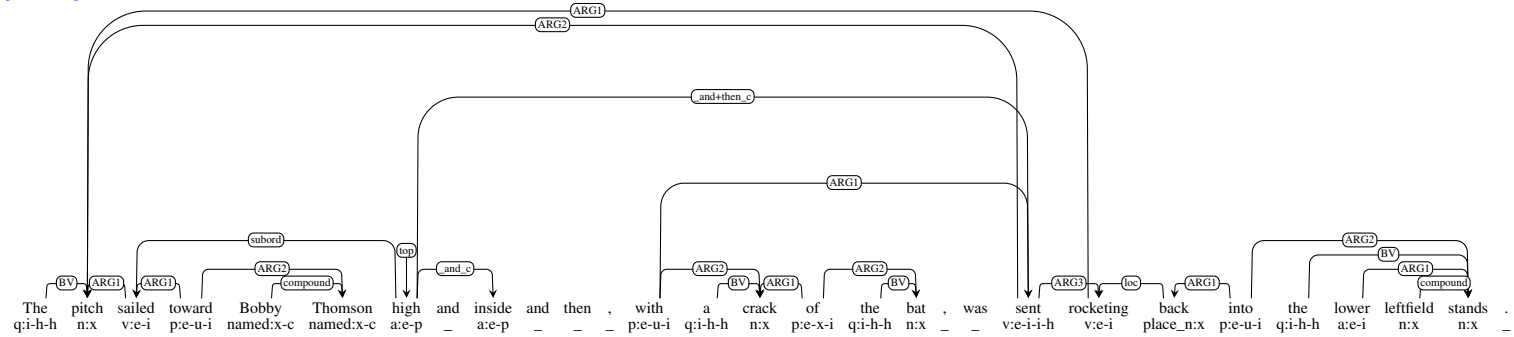 ARG1
ARG2
_and+then_c
ARG1
subord
top
ARG2
BV
ARG2 compound _and_c ARG2 ARG2 ARG1
BV ARG1 ARG1 BV ARG1 BV ARG3 loc ARG1 compound
The pitch sailed toward Bobby Thomson high and inside and then , with a crack of the bat , was sent rocketing back into the lower leftfield stands .
q:i-h-h n:x v:e-i p:e-u-i named:x-c named:x-c a:e-p _ a:e-p _ _ _ p:e-u-i q:i-h-h n:x p:e-x-i q:i-h-h n:x _ _ v:e-i-i-h v:e-i place_n:x p:e-u-i q:i-h-h a:e-i n:x n:x _